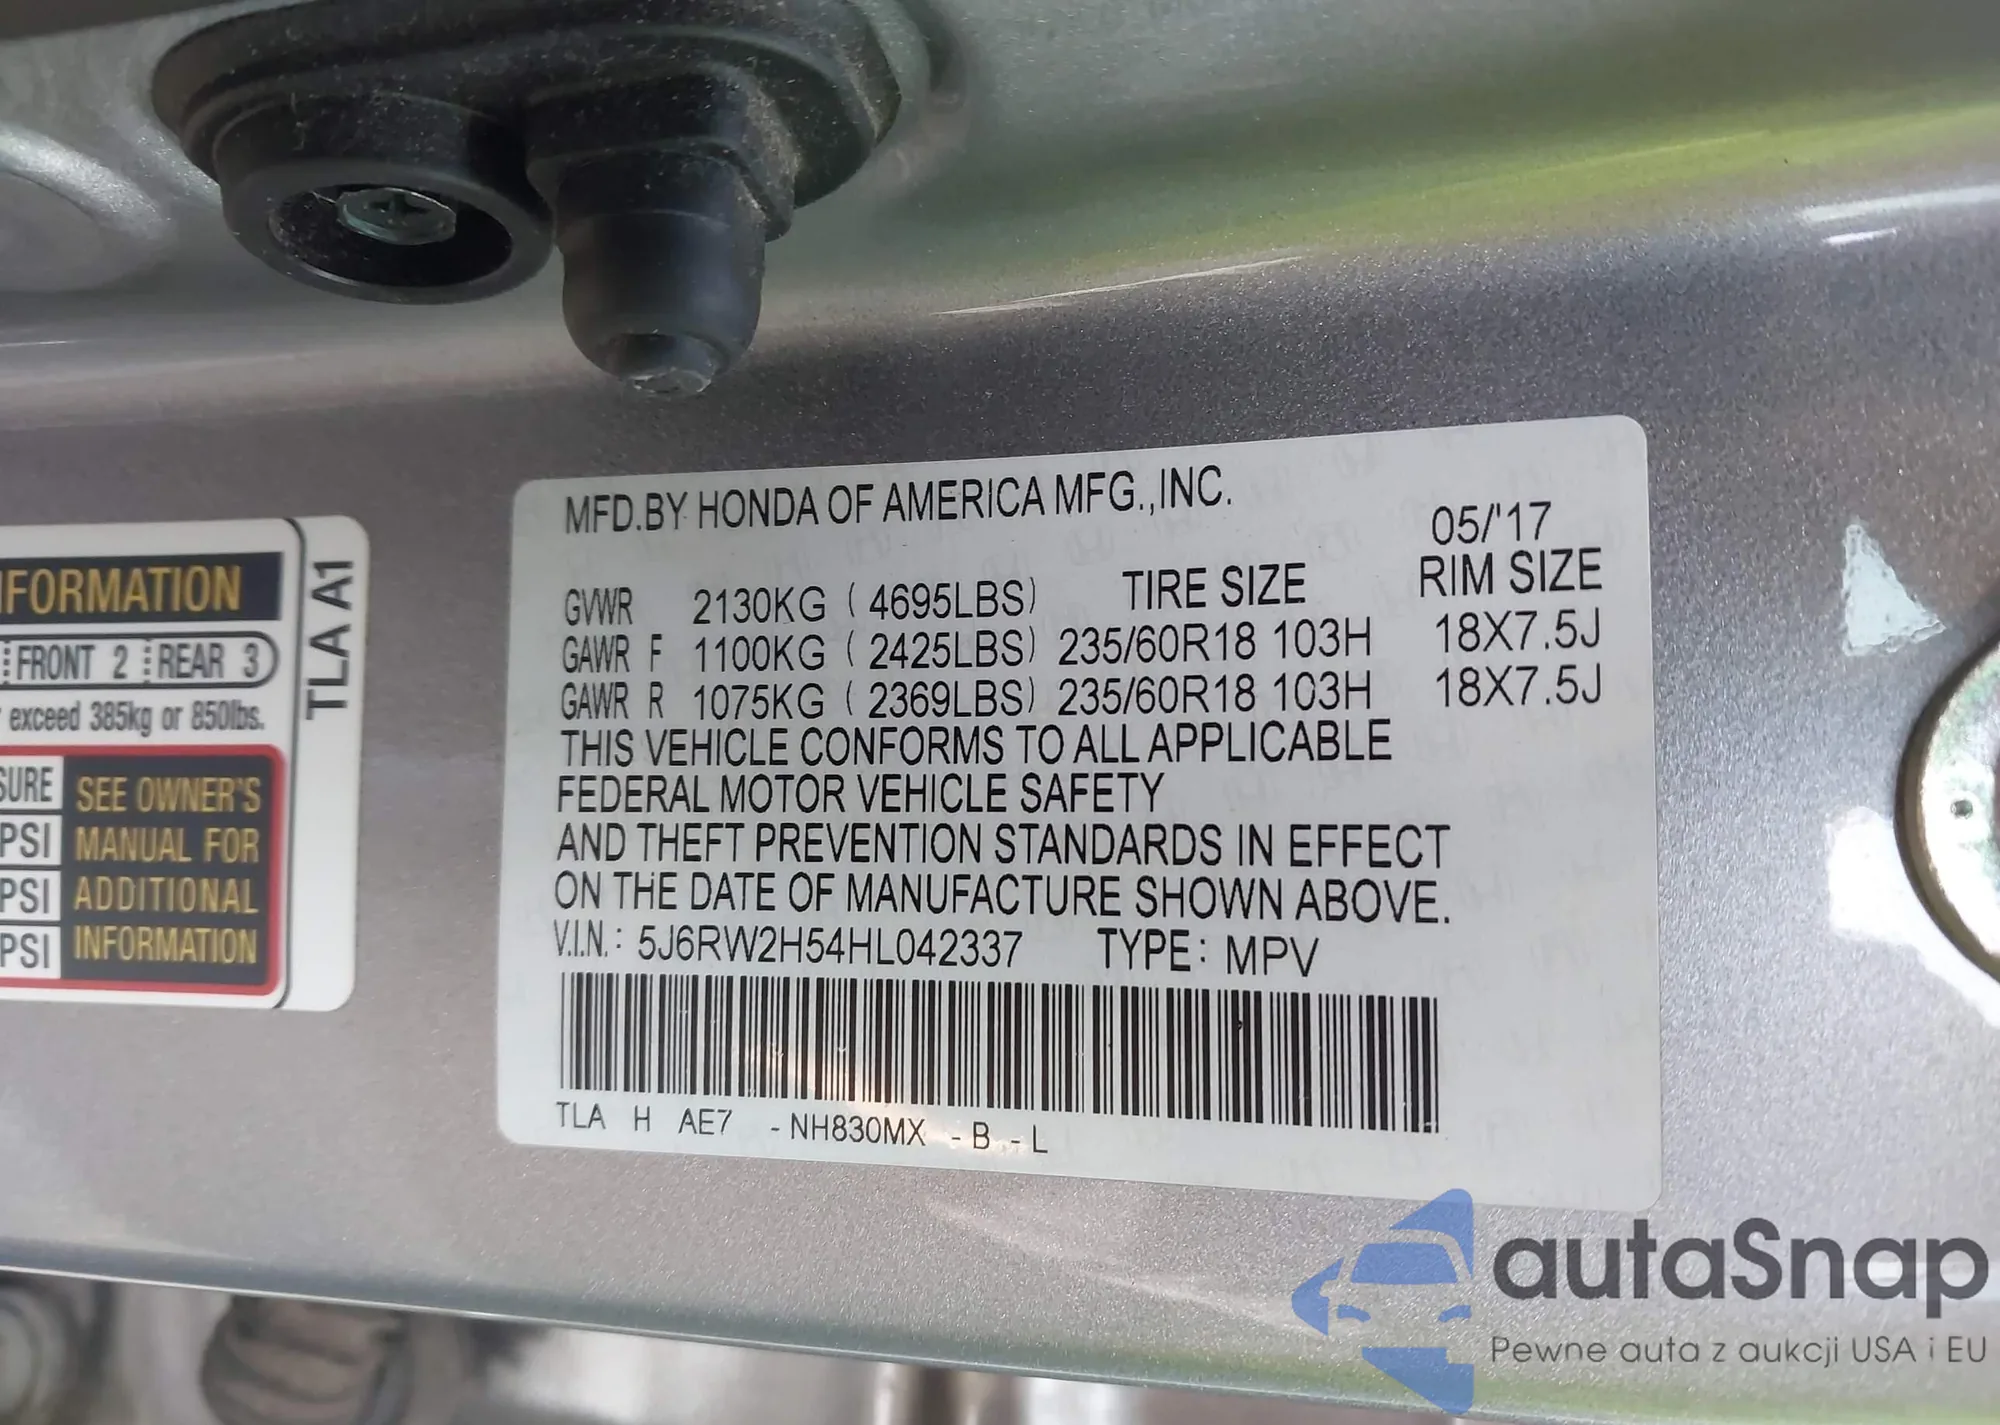 NFORMATION
FRONT 2 REAR 3
exceed 385kg or 850lbs.
SURE
PSI
PSI
PSI
SEE OWNER'S
MANUAL FOR
ADDITIONAL
INFORMATION
TLA A1
MFD.BY HONDA OF AMERICA MFG.,INC.
05/'17
TIRE SIZE RIM SIZE
GVWR 2130KG (4695LBS)
GAWR F 1100KG (2425LBS) 235/60R18 103H 18X7.5J
GAWR R 1075KG (2369LBS) 235/60R18 103H 18X7.5J
THIS VEHICLE CONFORMS TO ALL APPLICABLE
FEDERAL MOTOR VEHICLE SAFETY
AND THEFT PREVENTION STANDARDS IN EFFECT
ON THE DATE OF MANUFACTURE SHOWN ABOVE.
V.I.N.: 5J6RW2H54HL042337 TYPE: MPV
TLA H AE7 -NH830MX -B -L
autaSnap
Pewne auta z aukcji USA i EU